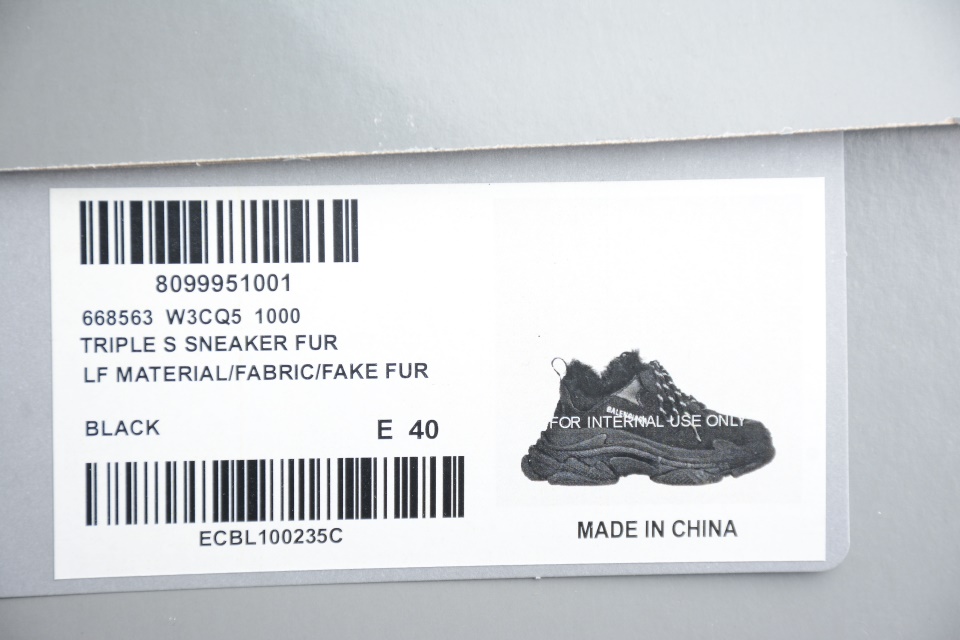 8099951001
668563 W3CQ5 1000
TRIPLE S SNEAKER FUR
LF MATERIAL/FABRIC/FAKE FUR
BLACK E 40
ECBL100235C
BALENCIAGA
FOR INTERNAL USE ONLY
MADE IN CHINA